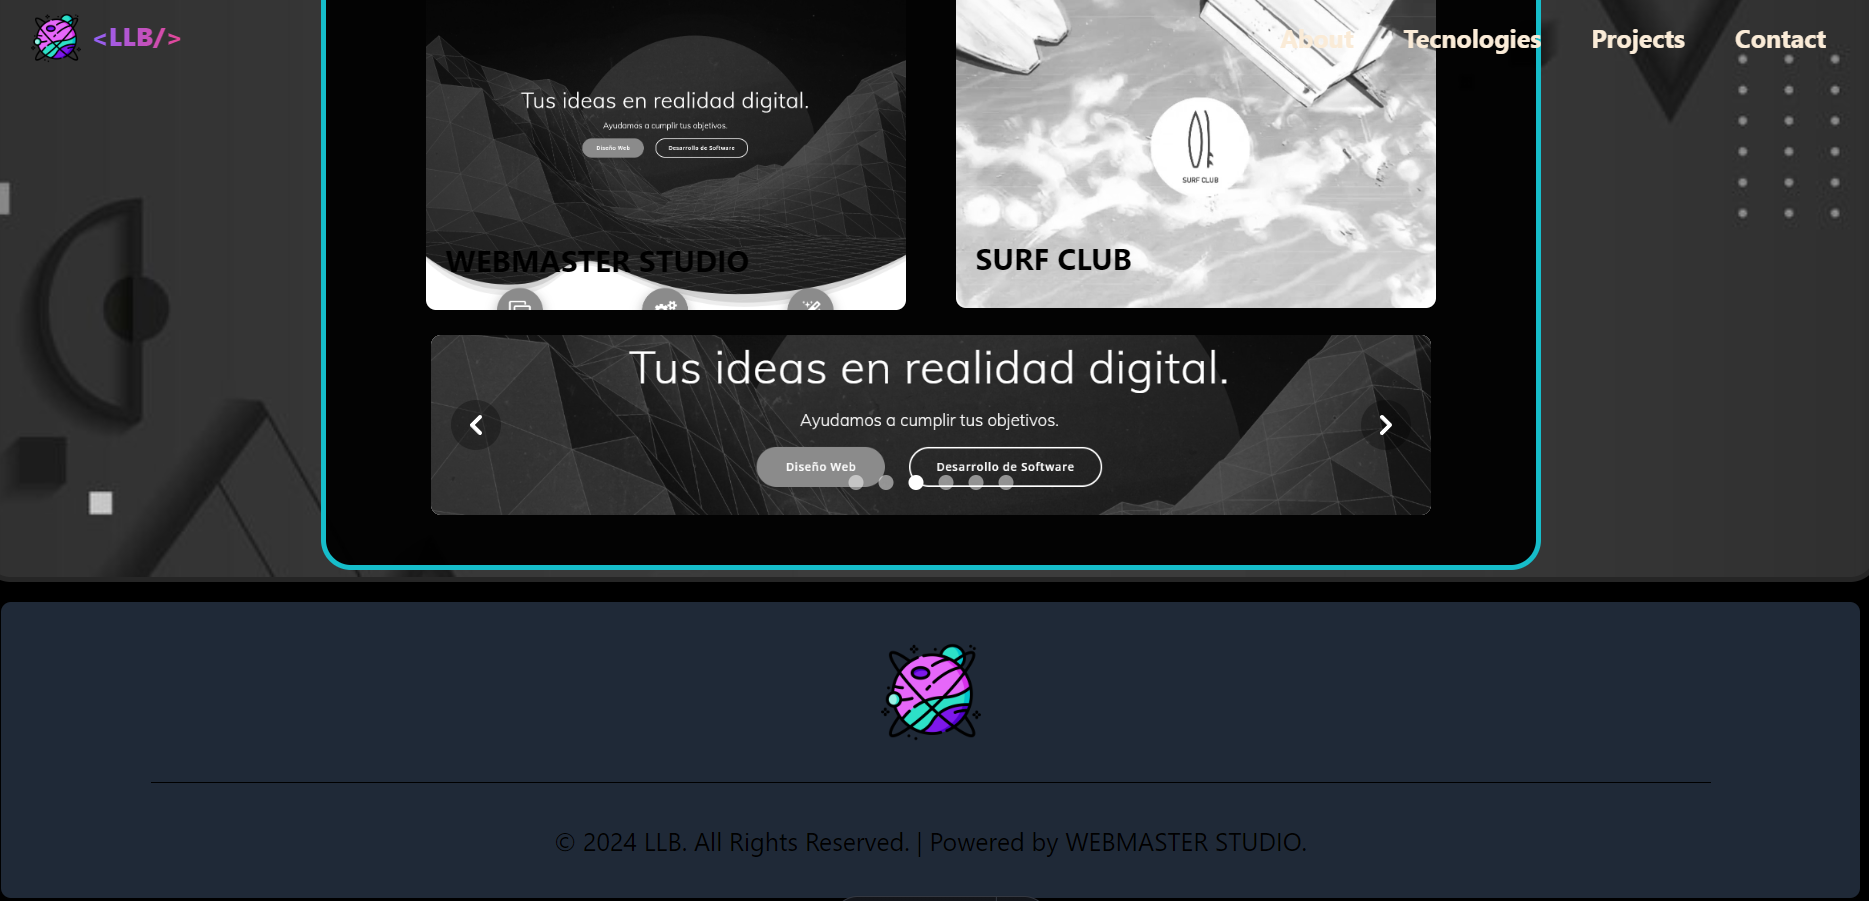 <LLB/>
About
Tecnologies
Projects
Contact
Tus ideas en realidad digital.
Ayudamos a cumplir tus objetivos.
Diseño Web
Desarrollo de Software
WEBMASTER STUDIO
SURF CLUB
SURF CLUB
Tus ideas en realidad digital.
Ayudamos a cumplir tus objetivos.
Diseño Web
Desarrollo de Software
© 2024 LLB. All Rights Reserved. | Powered by WEBMASTER STUDIO.